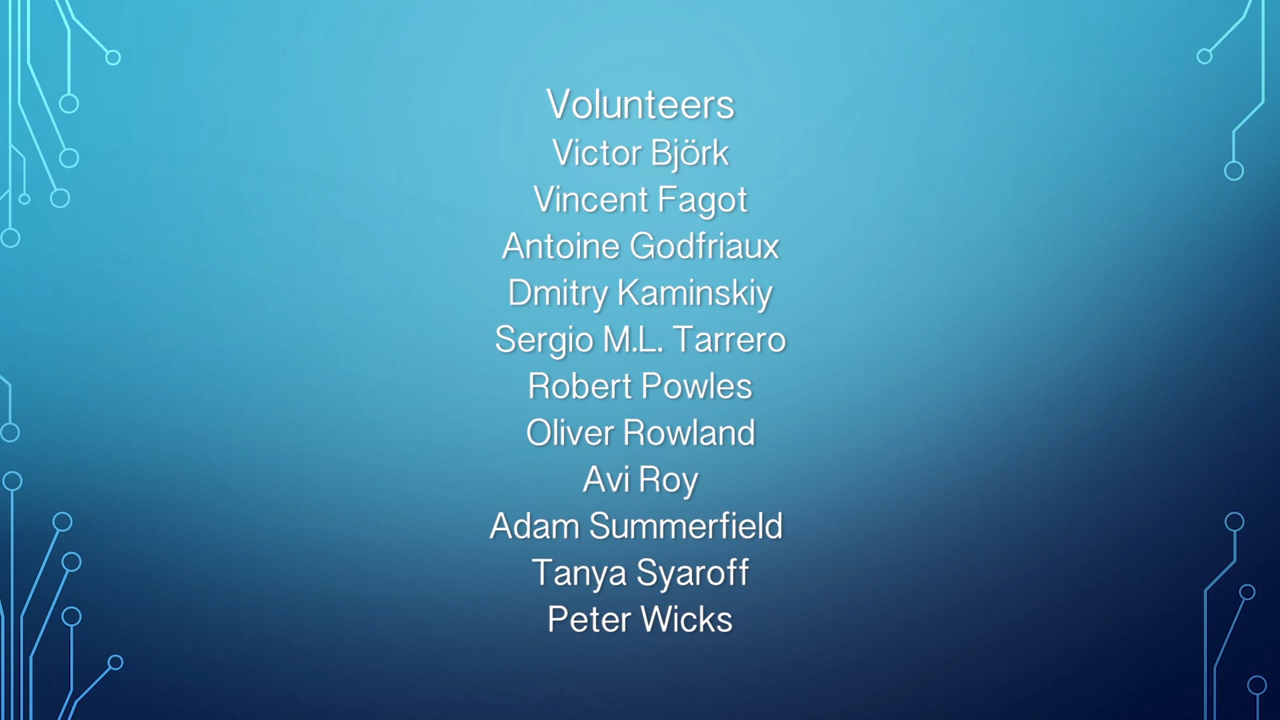 Volunteers
Victor Björk
Vincent Fagot
Antoine Godfriaux
Dmitry Kaminskiy
Sergio M.L. Tarrero
Robert Powles
Oliver Rowland
Avi Roy
Adam Summerfield
Tanya Syaroff
Peter Wicks